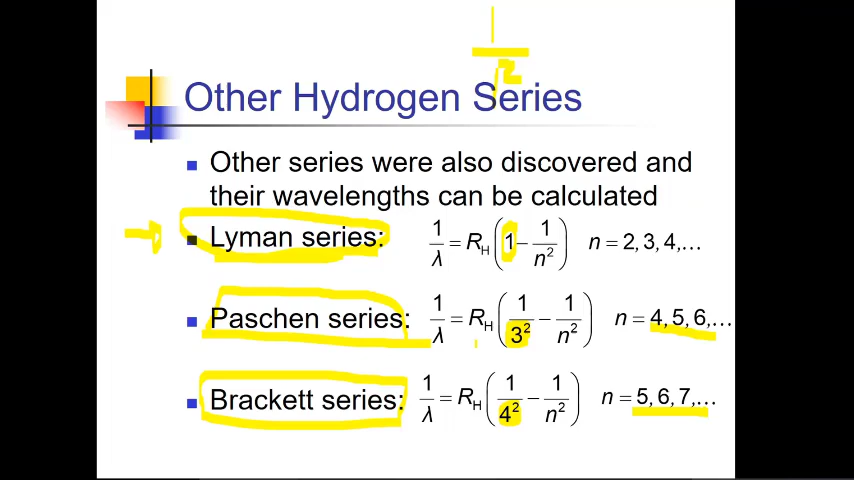 1/r²
Other Hydrogen Series
Other series were also discovered and
their wavelengths can be calculated
Lyman series: 1/λ = R_H(1 − 1/n²) n = 2, 3, 4,...
Paschen series: 1/λ = R_H(1/3² − 1/n²) n = 4, 5, 6,...
Brackett series: 1/λ = R_H(1/4² − 1/n²) n = 5, 6, 7,...